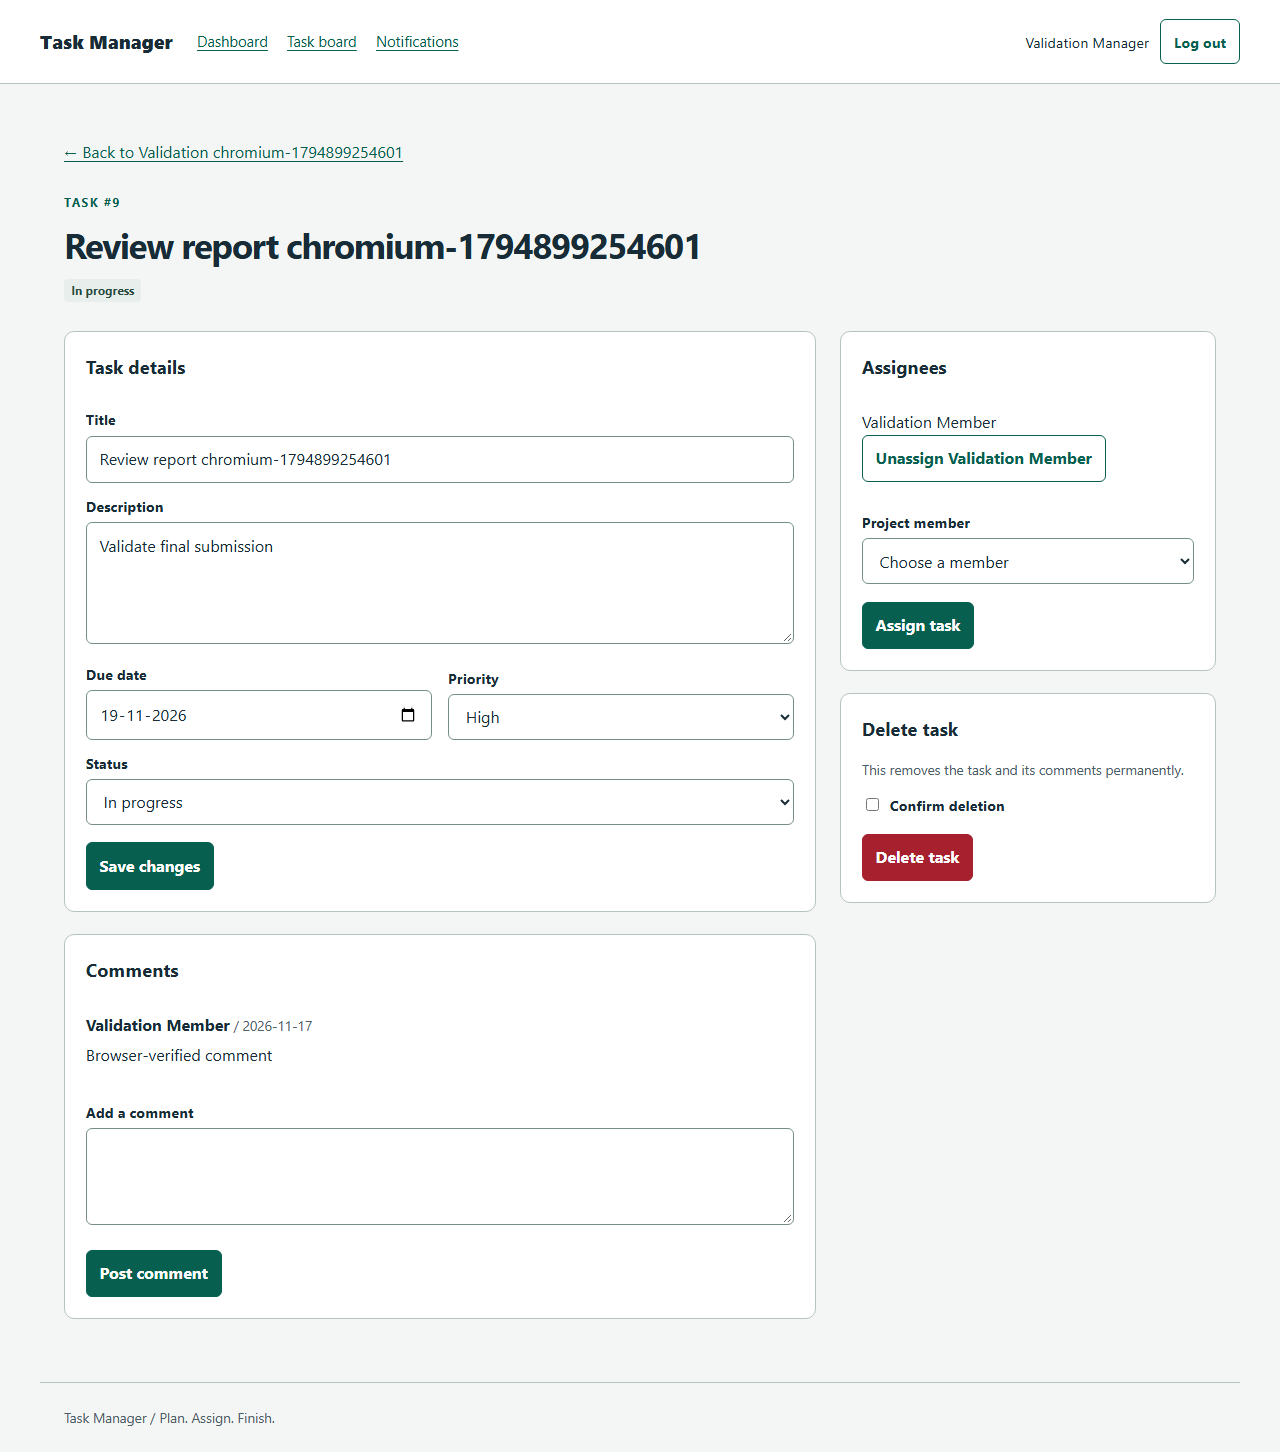 Task Manager Dashboard Task board Notifications Validation Manager Log out
← Back to Validation chromium-1794899254601
TASK #9
Review report chromium-1794899254601
In progress
Task details
Title
Review report chromium-1794899254601
Description
Validate final submission
Due date
19-11-2026
Priority
High
Status
In progress
Save changes
Assignees
Validation Member
Unassign Validation Member
Project member
Choose a member
Assign task
Delete task
This removes the task and its comments permanently.
Confirm deletion
Delete task
Comments
Validation Member / 2026-11-17
Browser-verified comment
Add a comment
Post comment
Task Manager / Plan. Assign. Finish.